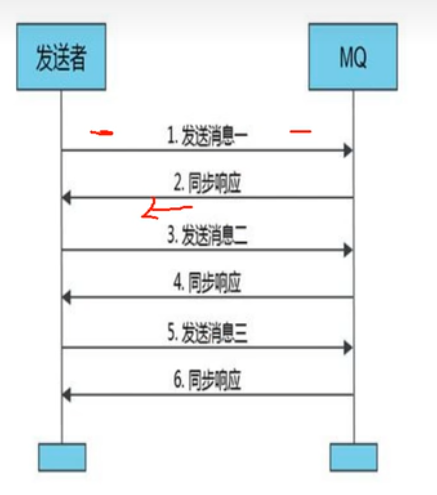 发送者
MQ
1. 发送消息一
2. 同步响应
3. 发送消息二
4. 同步响应
5. 发送消息三
6. 同步响应